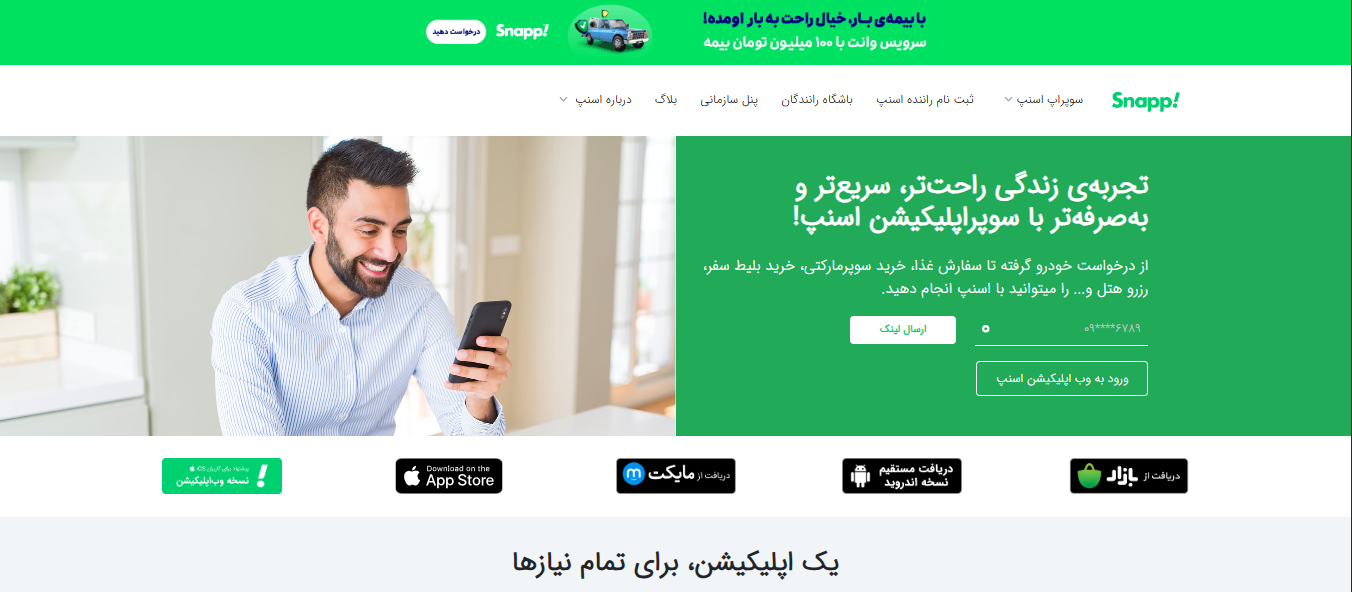 با بیمه‌ی بـار، خیال راحت به بار اومده!
سرویس وانت با ۱۰۰ میلیون تومان بیمه
Snapp!
درخواست دهید
Snapp!
سوپراپ اسنپ
ثبت نام راننده اسنپ
باشگاه رانندگان
پنل سازمانی
بلاگ
درباره اسنپ
تجربه‌ی زندگی راحت‌تر، سریع‌تر و
به‌صرفه‌تر با سوپراپلیکیشن اسنپ!
از درخواست خودرو گرفته تا سفارش غذا، خرید سوپرمارکتی، خرید بلیط سفر،
رزرو هتل و... را میتوانید با اسنپ انجام دهید.
۰۹****۶۷۸۹
ارسال لینک
ورود به وب اپلیکیشن اسنپ
دریافت از بازار
دریافت مستقیم
نسخه اندروید
دریافت از مایکت
Download on the
App Store
پیشنهاد برای کاربران iOS
نسخه وب‌اپلیکیشن
یک اپلیکیشن، برای تمام نیازها